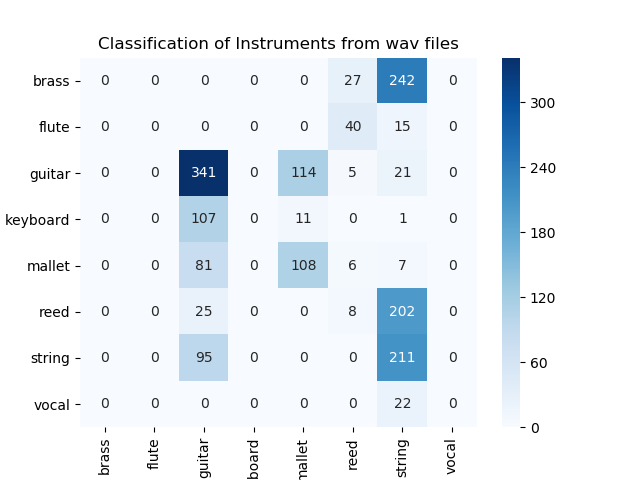 Classification of Instruments from wav files
brass 0 0 0 0 0 27 242 0
flute 0 0 0 0 0 40 15 0
guitar 0 0 341 0 114 5 21 0
keyboard 0 0 107 0 11 0 1 0
mallet 0 0 81 0 108 6 7 0
reed 0 0 25 0 0 8 202 0
string 0 0 95 0 0 0 211 0
vocal 0 0 0 0 0 0 22 0
brass flute guitar board mallet reed string vocal
300
240
180
120
60
0